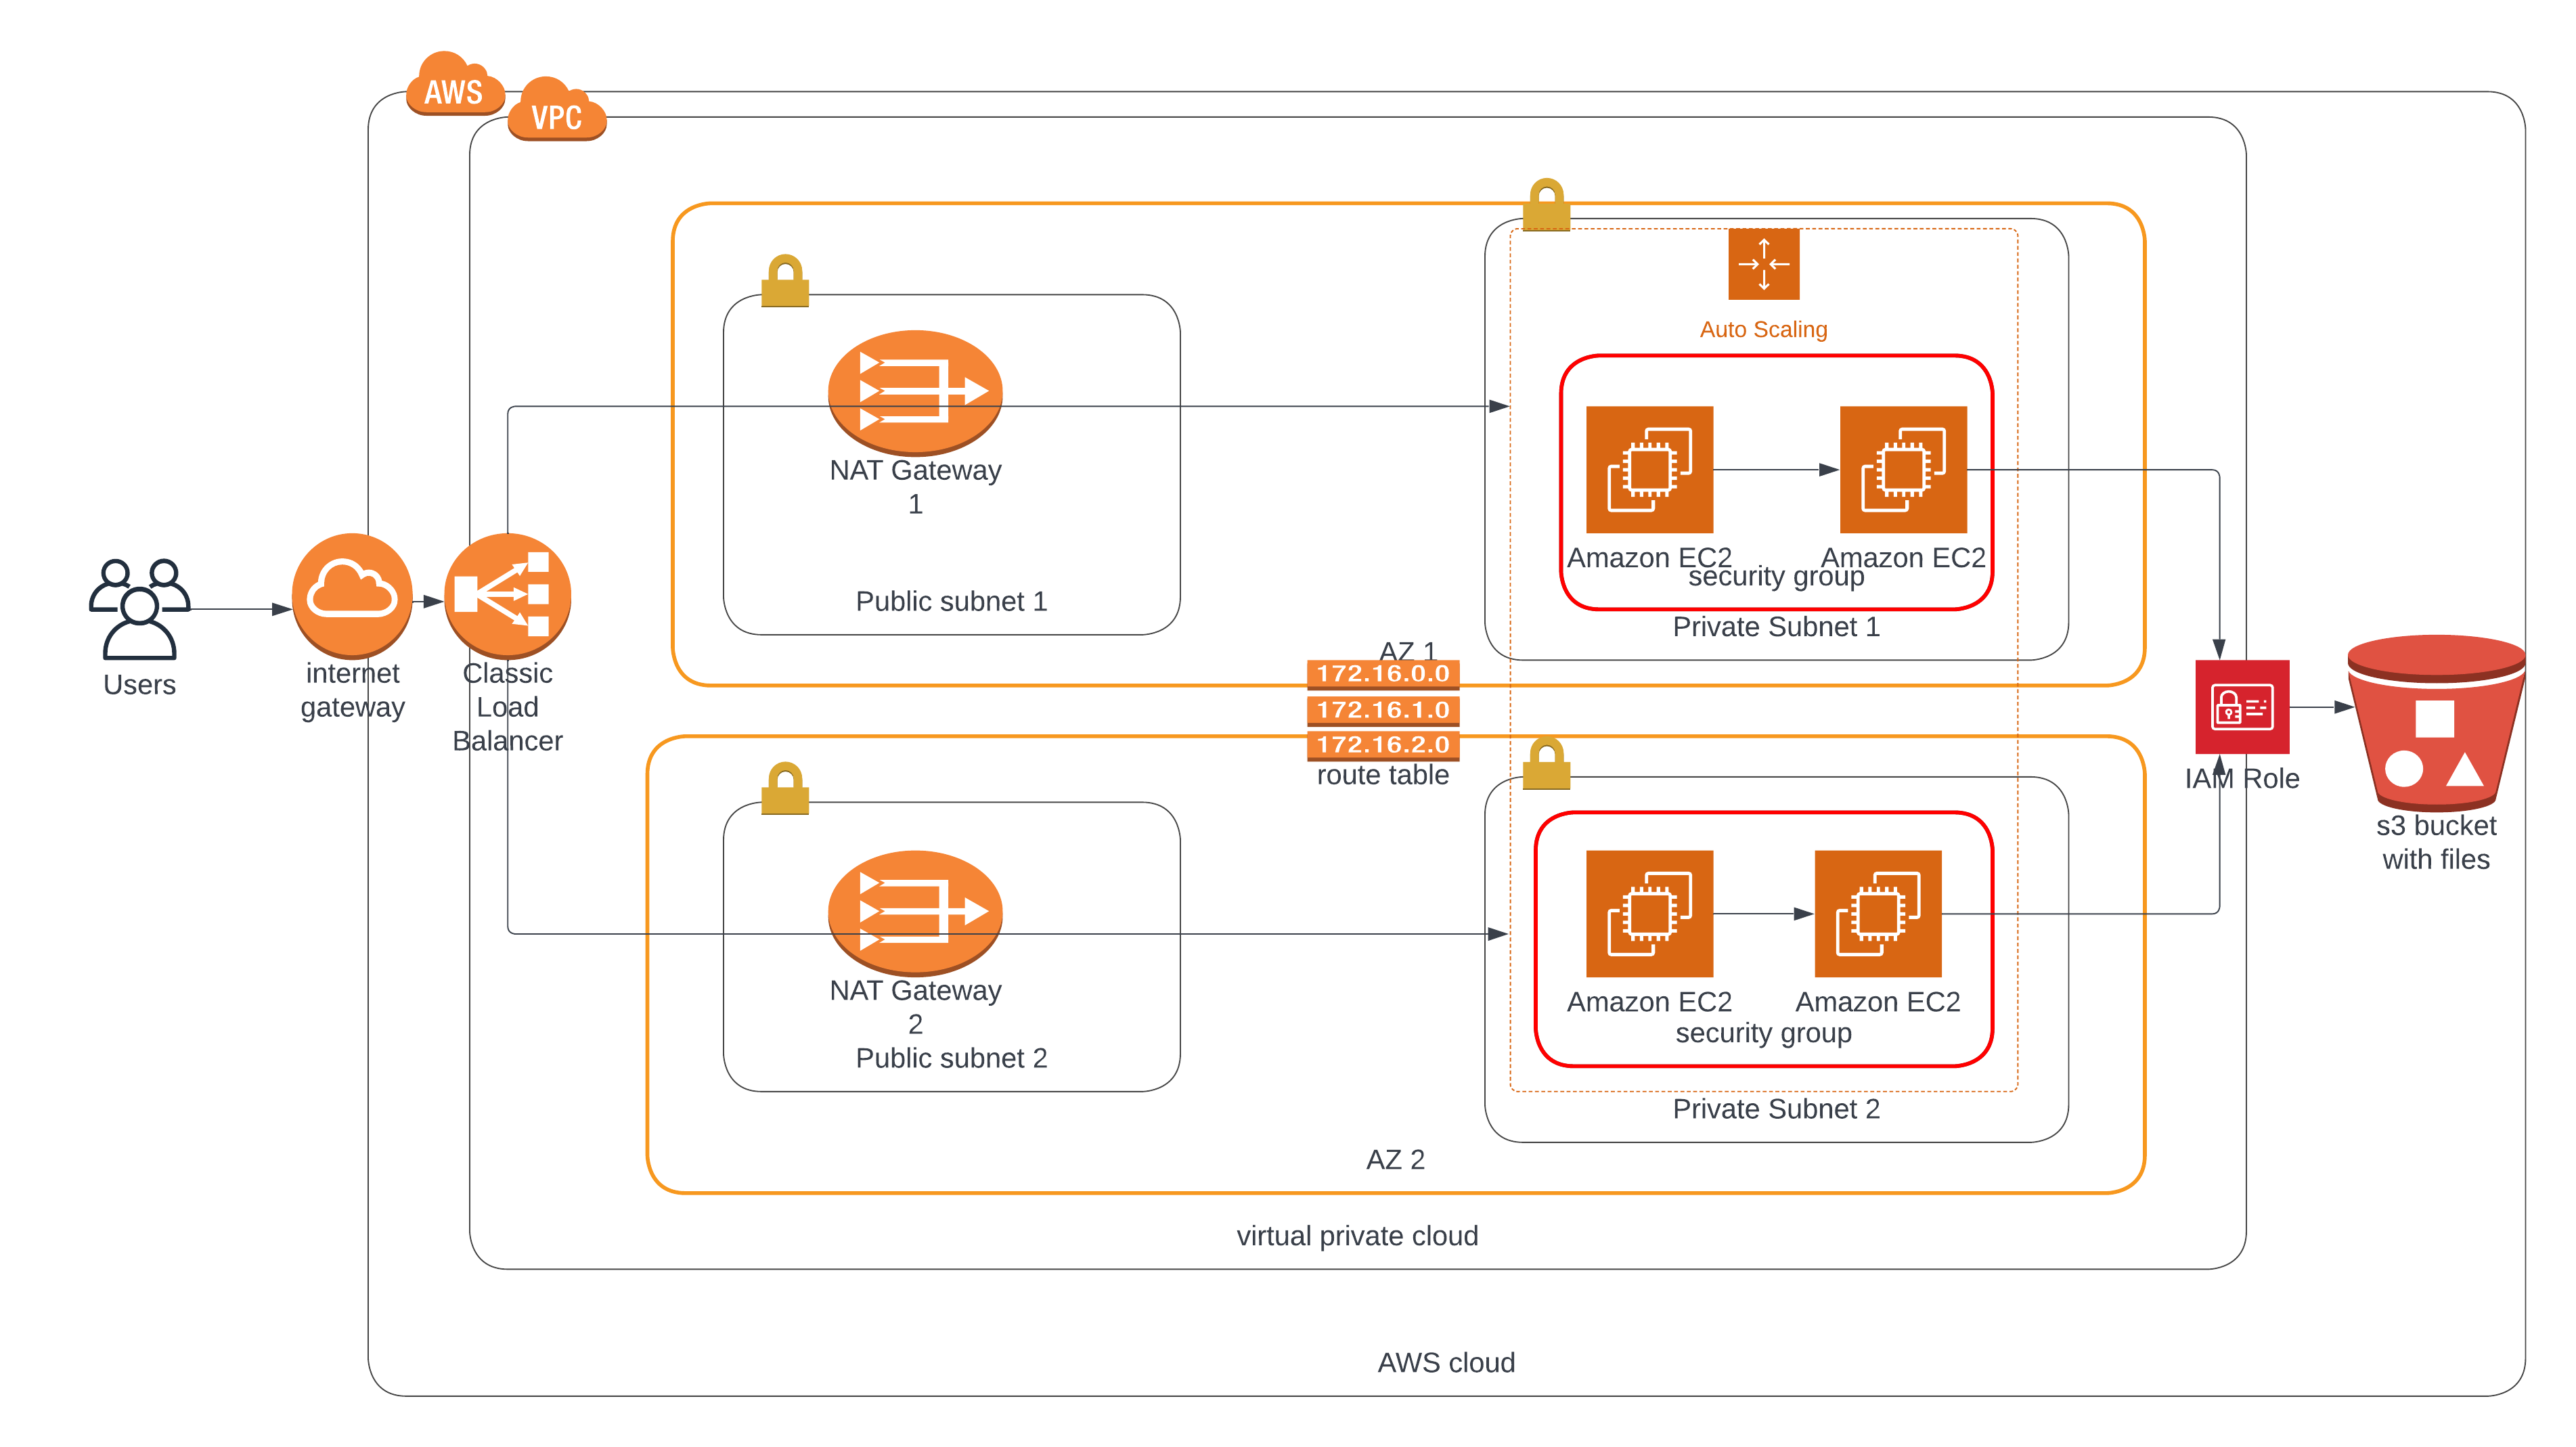 AWS
VPC
Auto Scaling
NAT Gateway
1
Amazon EC2
Amazon EC2
security group
Public subnet 1
Private Subnet 1
AZ 1
172.16.0.0
172.16.1.0
172.16.2.0
route table
Users
internet
gateway
Classic
Load
Balancer
IAM Role
s3 bucket
with files
NAT Gateway
2
Public subnet 2
Amazon EC2
Amazon EC2
security group
Private Subnet 2
AZ 2
virtual private cloud
AWS cloud